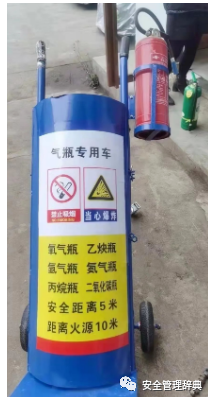 气瓶专用车
禁止吸烟
当心爆炸
氧气瓶 乙炔瓶
氩气瓶 氮气瓶
丙烷瓶 二氧化碳瓶
安全距离5米
距离火源10米
安全管理辞典